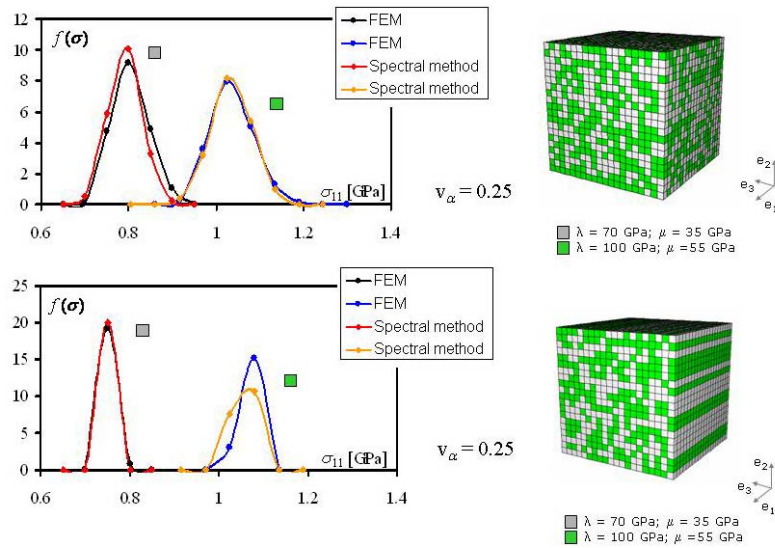 f(σ)
12
10
8
6
4
2
0
0.6 0.8 1 1.2 1.4
σ11 [GPa]
FEM
FEM
Spectral method
Spectral method
vα = 0.25
e2
e3
e1
λ = 70 GPa; μ = 35 GPa
λ = 100 GPa; μ =55 GPa
f(σ)
25
20
15
10
5
0
0.6 0.8 1 1.2 1.4
σ11 [GPa]
FEM
FEM
Spectral method
Spectral method
vα = 0.25
e2
e3
e1
λ = 70 GPa; μ = 35 GPa
λ = 100 GPa; μ =55 GPa